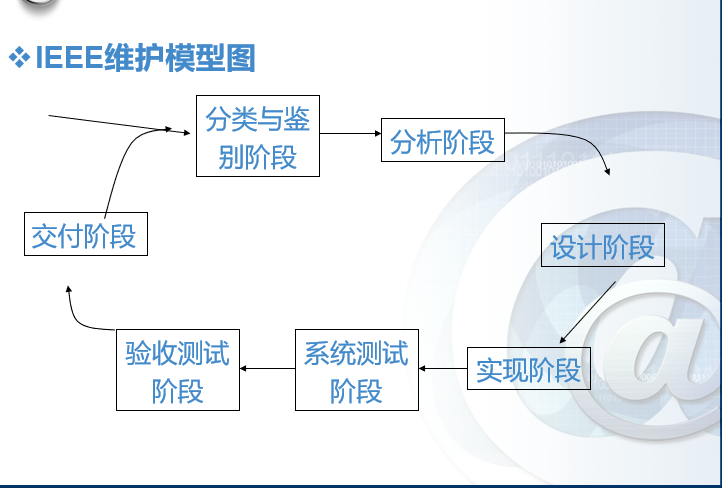 IEEE维护模型图
分类与鉴
别阶段
分析阶段
设计阶段
实现阶段
系统测试
阶段
验收测试
阶段
交付阶段